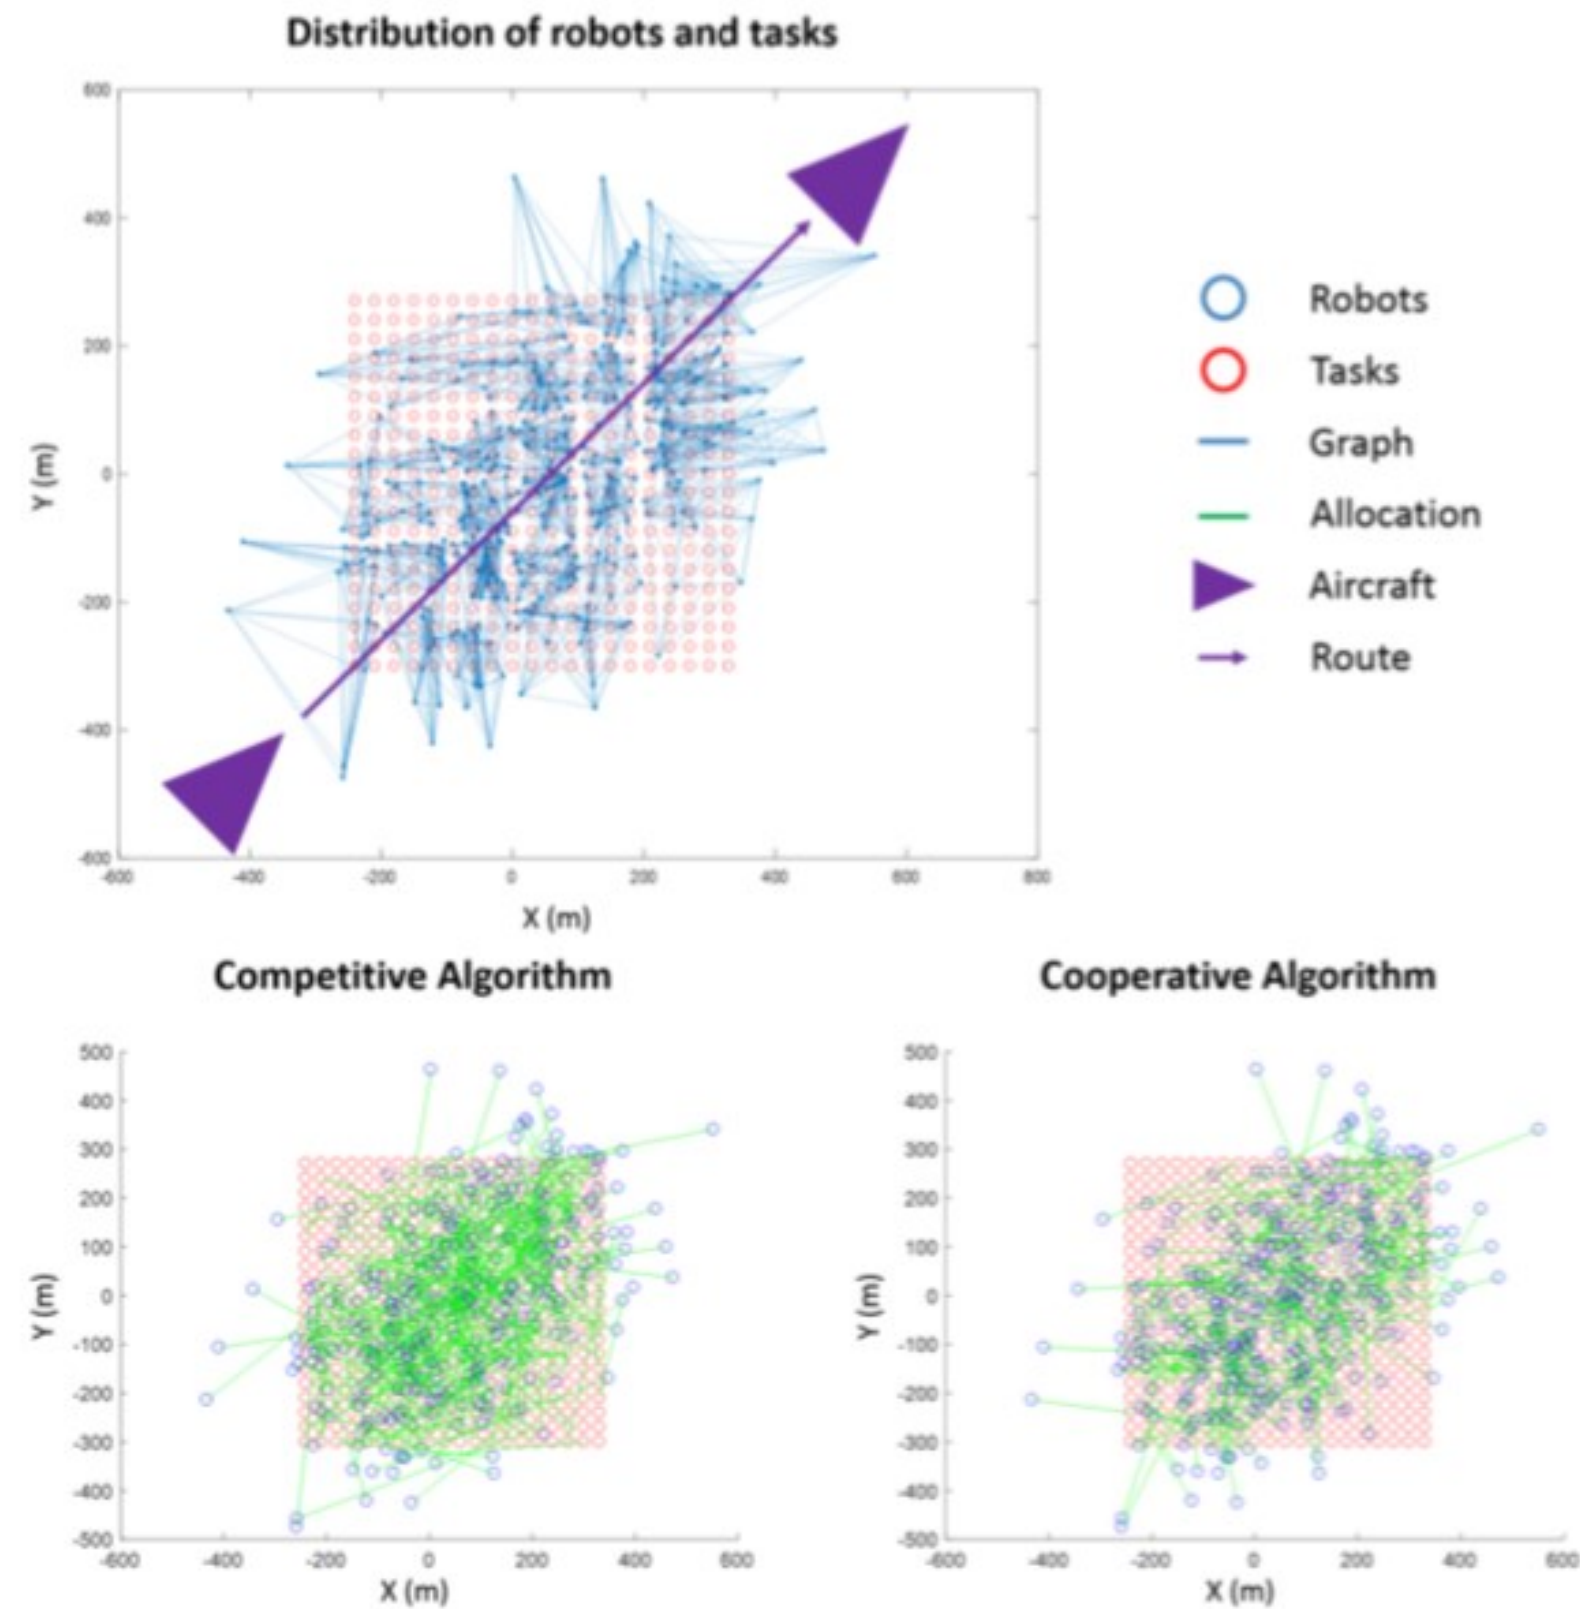 Distribution of robots and tasks
600
400
200
0
-200
-400
-600
-600 -400 -200 0 200 400 600 800
Y (m)
X (m)
Robots
Tasks
Graph
Allocation
Aircraft
Route
Competitive Algorithm
500
400
300
200
100
0
-100
-200
-300
-400
-500
-600 -400 -200 0 200 400 600
Y (m)
X (m)
Cooperative Algorithm
500
400
300
200
100
0
-100
-200
-300
-400
-500
-600 -400 -200 0 200 400 600
Y (m)
X (m)